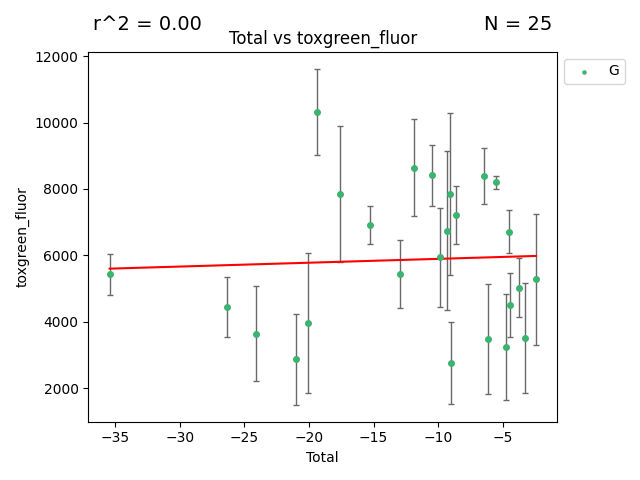 r^2 = 0.00
N = 25
Total vs toxgreen_fluor
G
12000
10000
8000
6000
4000
2000
toxgreen_fluor
−35
−30
−25
−20
−15
−10
−5
Total